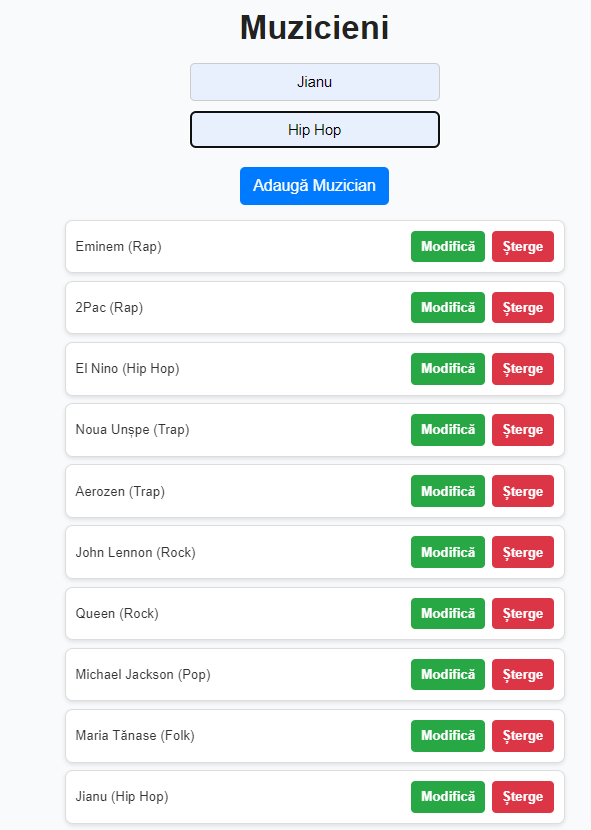 Muzicieni
Jianu
Hip Hop
Adaugă Muzician
Eminem (Rap) Modifică Șterge
2Pac (Rap) Modifică Șterge
El Nino (Hip Hop) Modifică Șterge
Noua Unșpe (Trap) Modifică Șterge
Aerozen (Trap) Modifică Șterge
John Lennon (Rock) Modifică Șterge
Queen (Rock) Modifică Șterge
Michael Jackson (Pop) Modifică Șterge
Maria Tănase (Folk) Modifică Șterge
Jianu (Hip Hop) Modifică Șterge